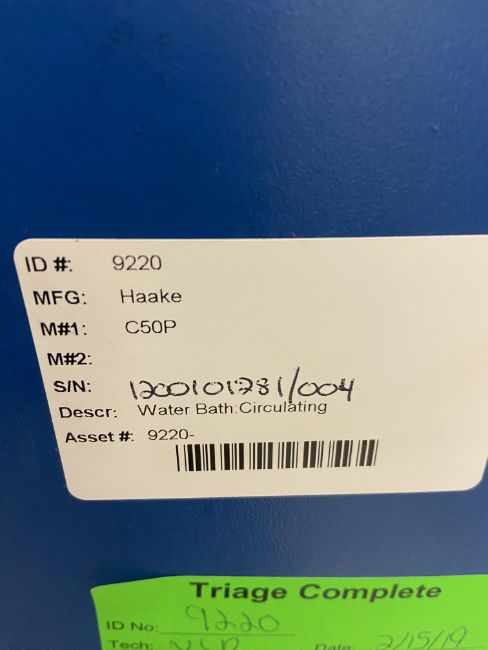 ID #: 9220
MFG: Haake
M#1: C50P
M#2:
S/N: 1200101781/004
Descr: Water Bath:Circulating
Asset #: 9220-
Triage Complete
ID No: 9220
Tech: Date: 2/15/19